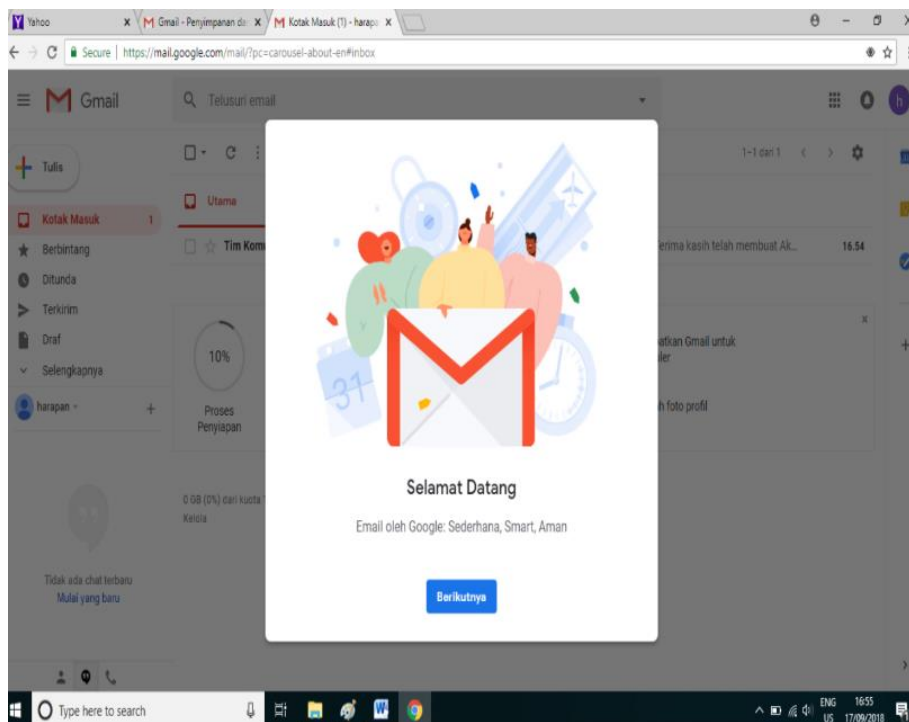 Yahoo
Gmail - Penyimpanan da
Kotak Masuk (1) - harapa
Secure
https://mail.google.com/mail/?pc=carousel-about-en#inbox
Gmail
Telusuri email
h
Tulis
1–1 dari 1
Utama
Kotak Masuk 1
Berbintang
Tim Kom
erima kasih telah membuat Ak...
16.54
Ditunda
Terkirim
Draf
Selengkapnya
harapan
10%
Proses
Penyiapan
atkan Gmail untuk
h foto profil
31
Selamat Datang
Email oleh Google: Sederhana, Smart, Aman
Berikutnya
0 GB (0%) dari kuota
Kelola
Tidak ada chat terbaru
Mulai yang baru
Type here to search
ENG
US
16:55
17/09/2018